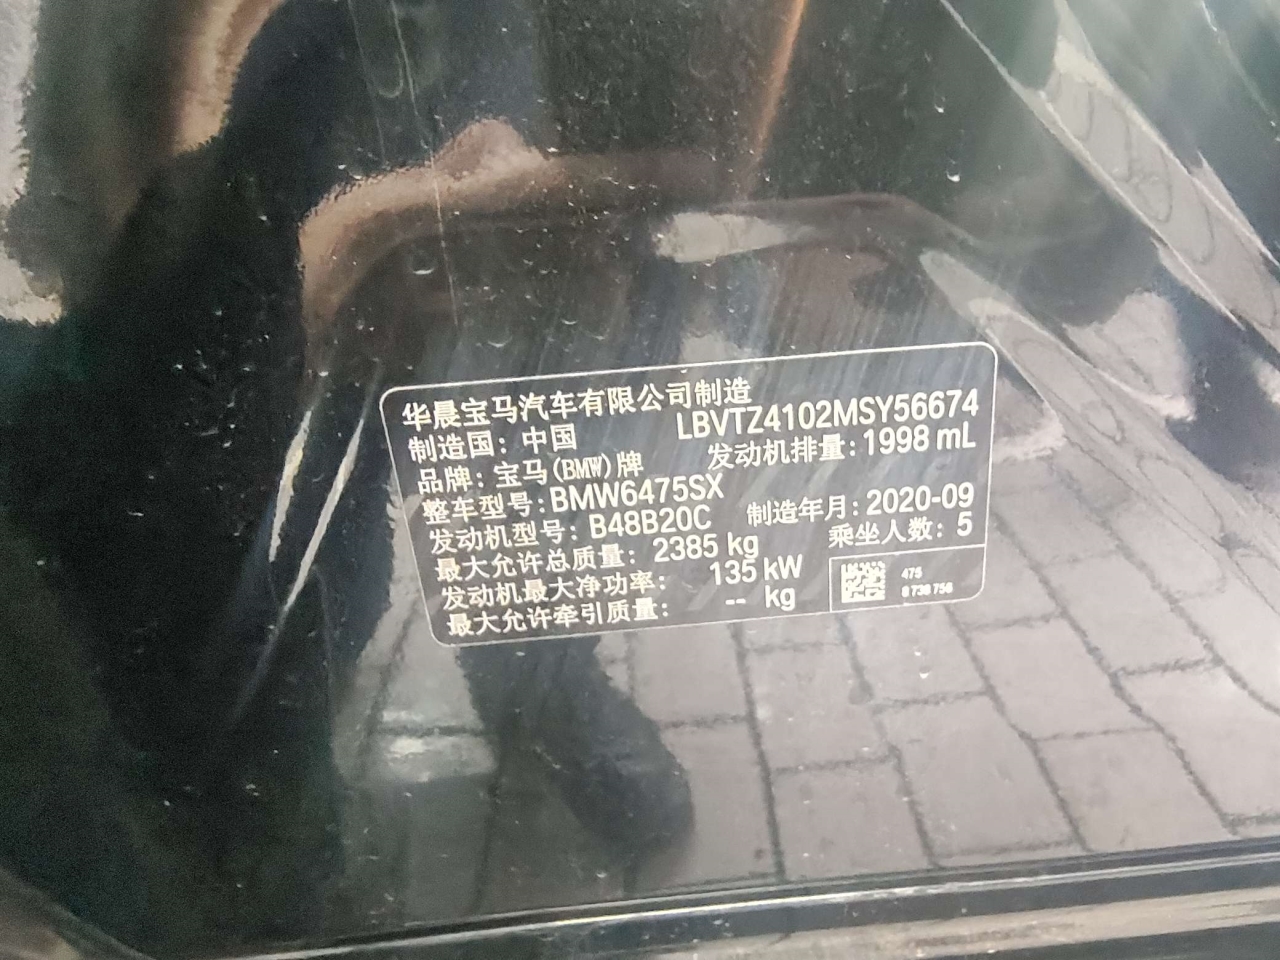 华晨宝马汽车有限公司制造
制造国：中国 LBVTZ4102MSY56674
品牌：宝马(BMW)牌 发动机排量：1998 mL
整车型号：BMW6475SX
发动机型号：B48B20C 制造年月：2020-09
最大允许总质量：2385 kg 乘坐人数：5
发动机最大净功率：135 kW
最大允许牵引质量：-- kg
475
8 738 758